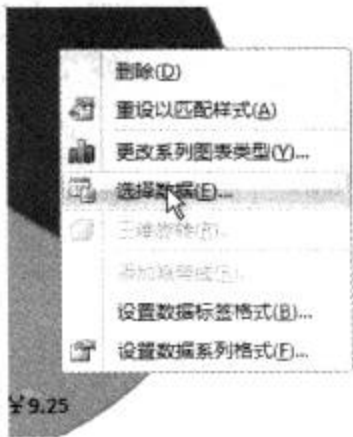 删除(D)
重设以匹配样式(A)
更改系列图表类型(Y)...
选择数据(E)...
三维旋转(R)...
添加趋势线(R)...
设置数据标签格式(B)...
设置数据系列格式(F)...
¥9.25